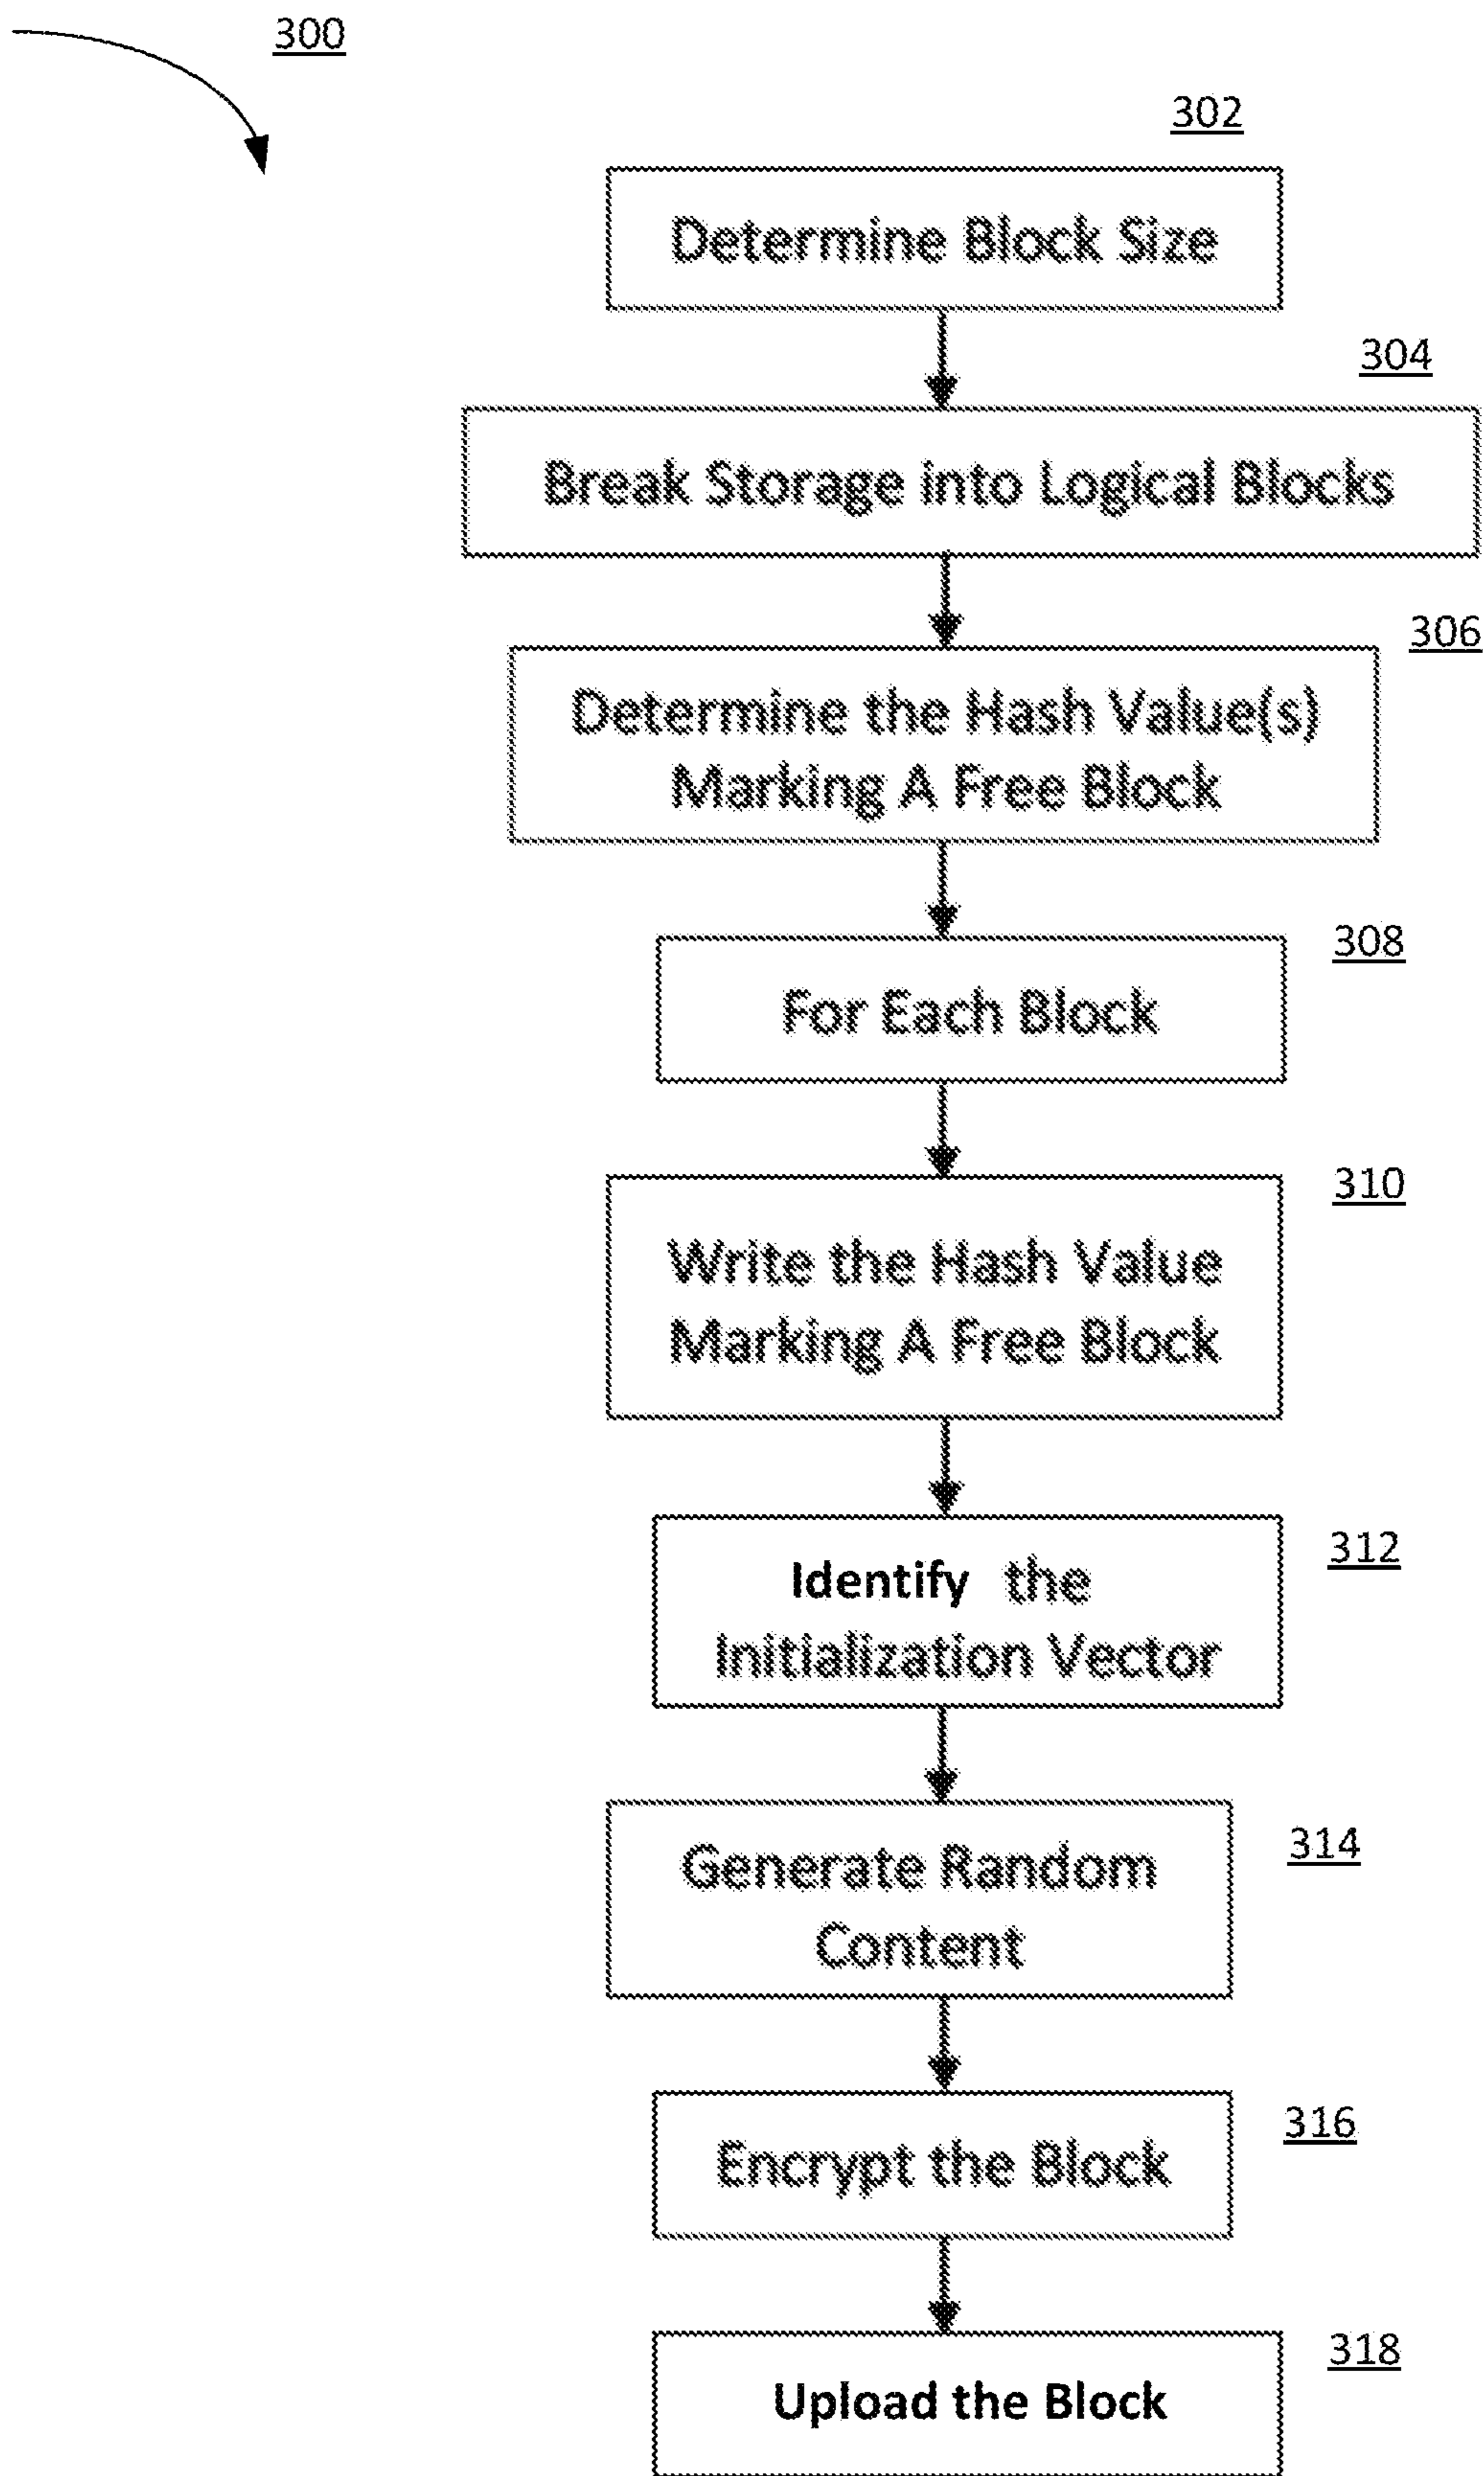 300
302
Determine Block Size
304
Break Storage into Logical Blocks
306
Determine the Hash Value(s)
Marking A Free Block
308
For Each Block
310
Write the Hash Value
Marking A Free Block
312
Identify the
Initialization Vector
314
Generate Random
Content
316
Encrypt the Block
318
Upload the Block